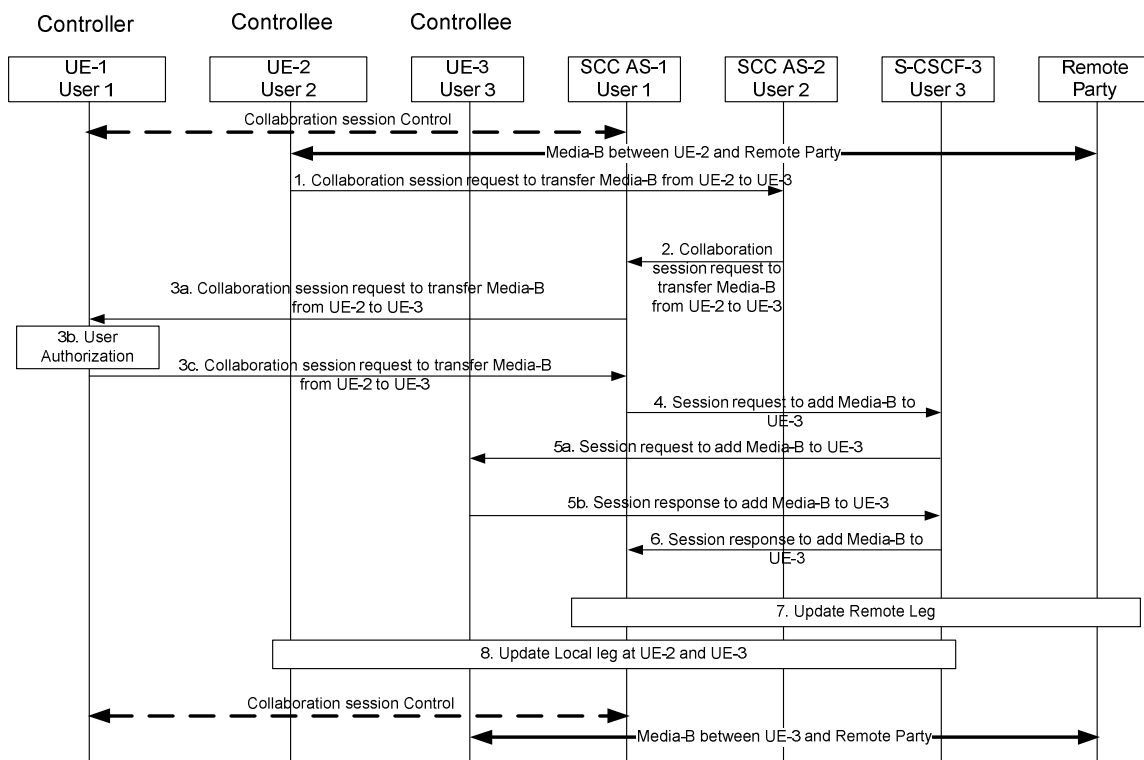 Controller
Controllee
Controllee
UE-1
User 1
UE-2
User 2
UE-3
User 3
SCC AS-1
User 1
SCC AS-2
User 2
S-CSCF-3
User 3
Remote
Party
Collaboration session Control
Media-B between UE-2 and Remote Party
1. Collaboration session request to transfer Media-B from UE-2 to UE-3
2. Collaboration
session request to
transfer Media-B
from UE-2 to UE-3
3a. Collaboration session request to transfer Media-B
from UE-2 to UE-3
3b. User
Authorization
3c. Collaboration session request to transfer Media-B
from UE-2 to UE-3
4. Session request to add Media-B to
UE-3
5a. Session request to add Media-B to UE-3
5b. Session response to add Media-B to UE-3
6. Session response to add Media-B to
UE-3
7. Update Remote Leg
8. Update Local leg at UE-2 and UE-3
Collaboration session Control
Media-B between UE-3 and Remote Party